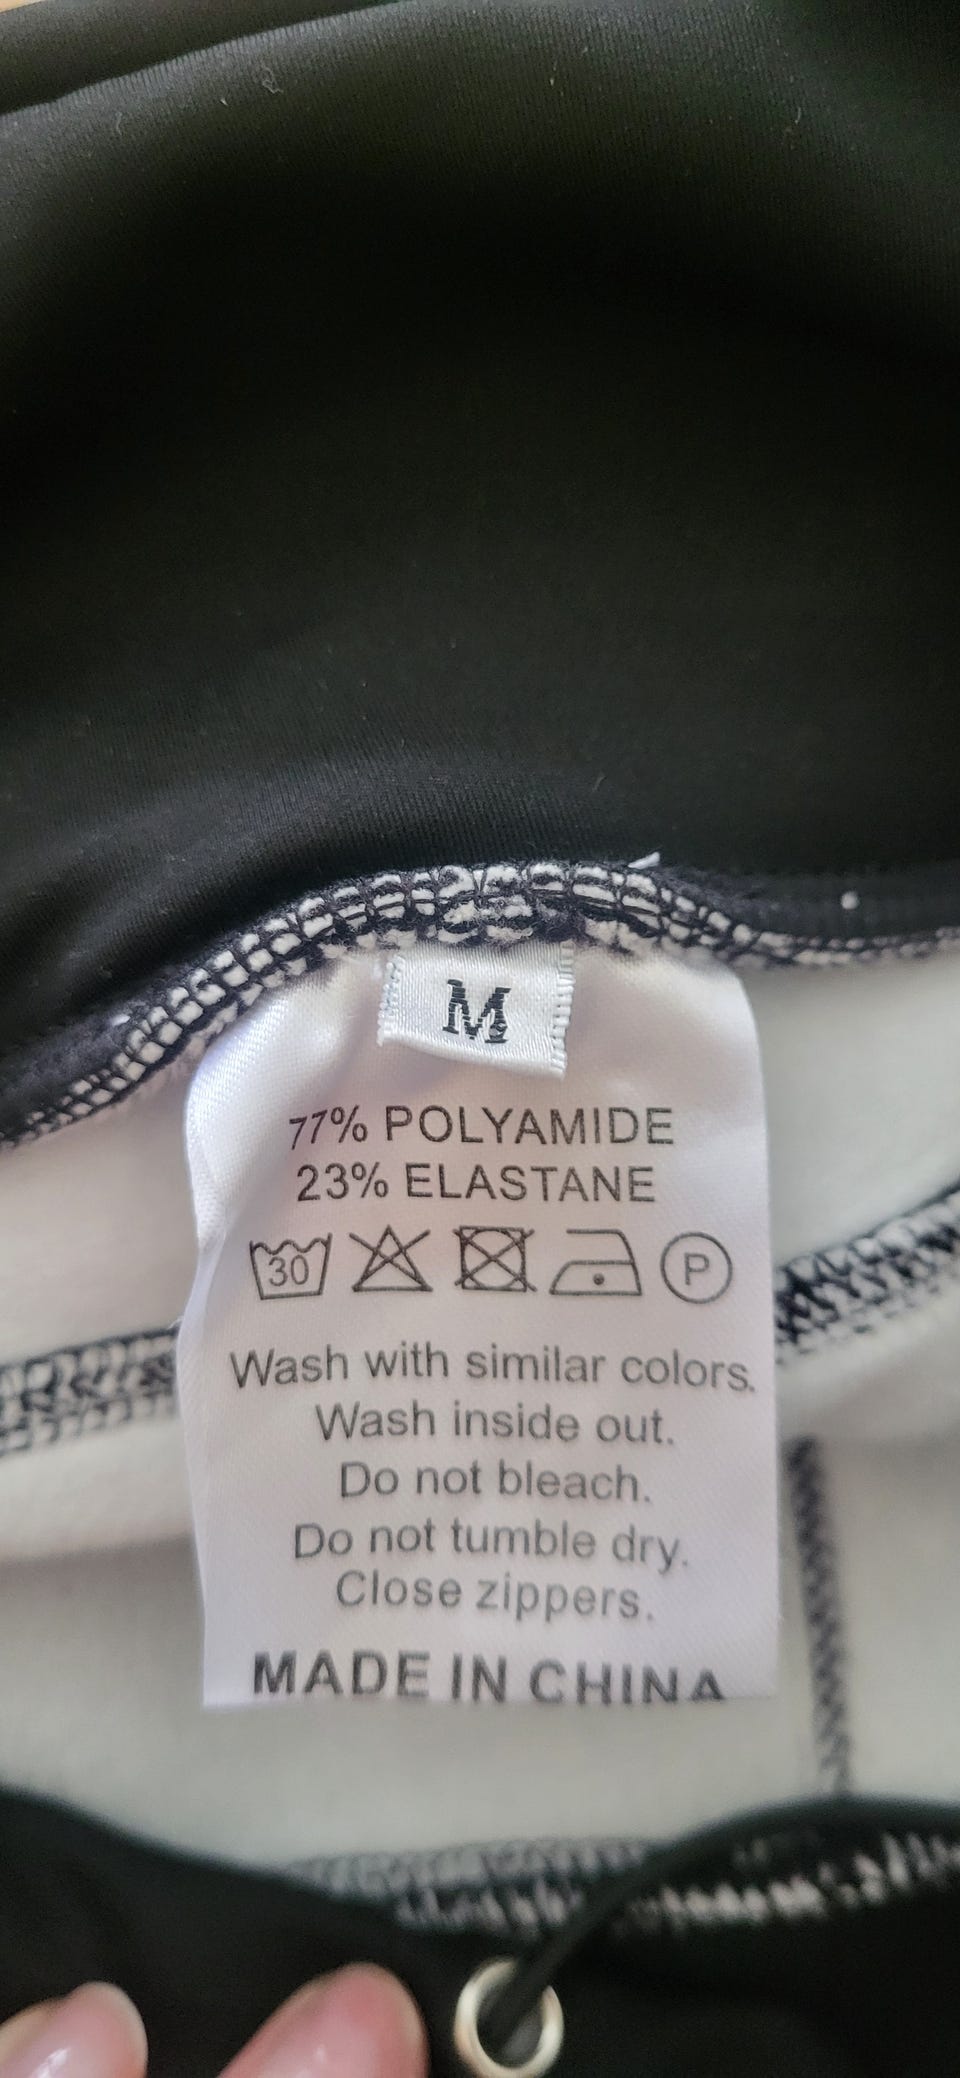 M
77% POLYAMIDE
23% ELASTANE
30 P
Wash with similar colors.
Wash inside out.
Do not bleach.
Do not tumble dry.
Close zippers.
MADE IN CHINA